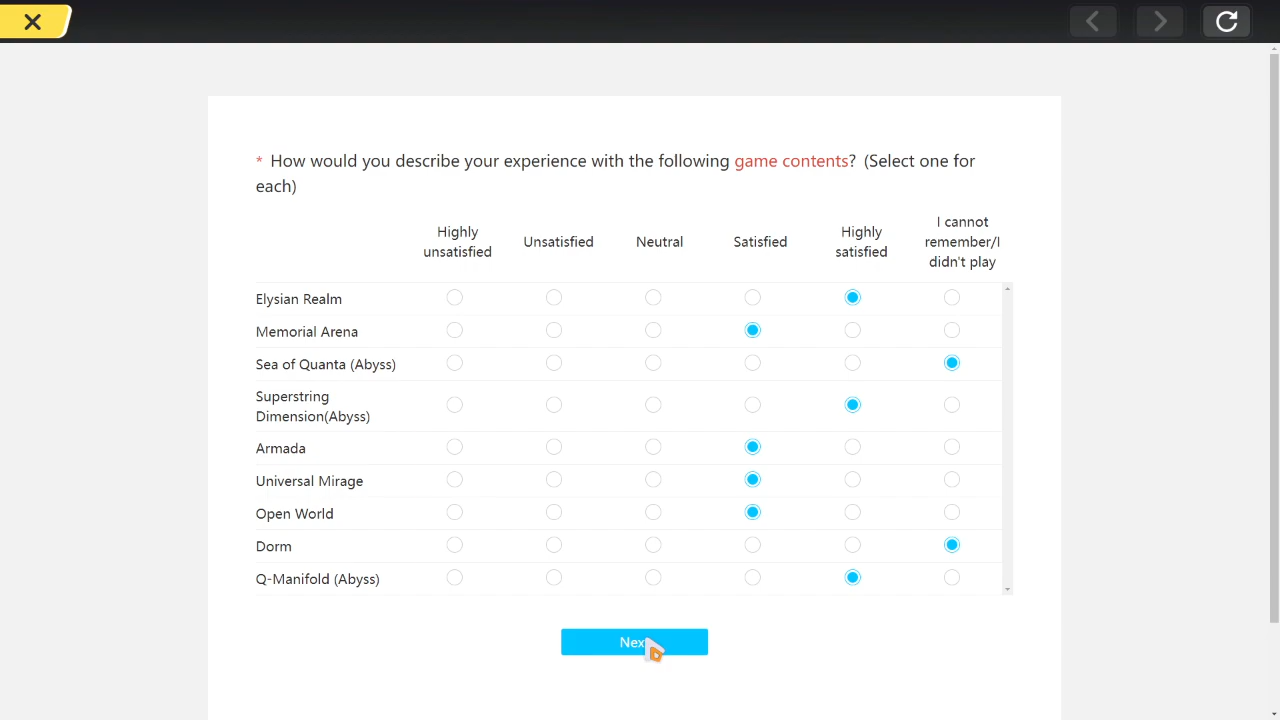 * How would you describe your experience with the following game contents? (Select one for
each)
Highly unsatisfied
Unsatisfied
Neutral
Satisfied
Highly satisfied
I cannot remember/I didn't play
Elysian Realm
Memorial Arena
Sea of Quanta (Abyss)
Superstring
Dimension(Abyss)
Armada
Universal Mirage
Open World
Dorm
Q-Manifold (Abyss)